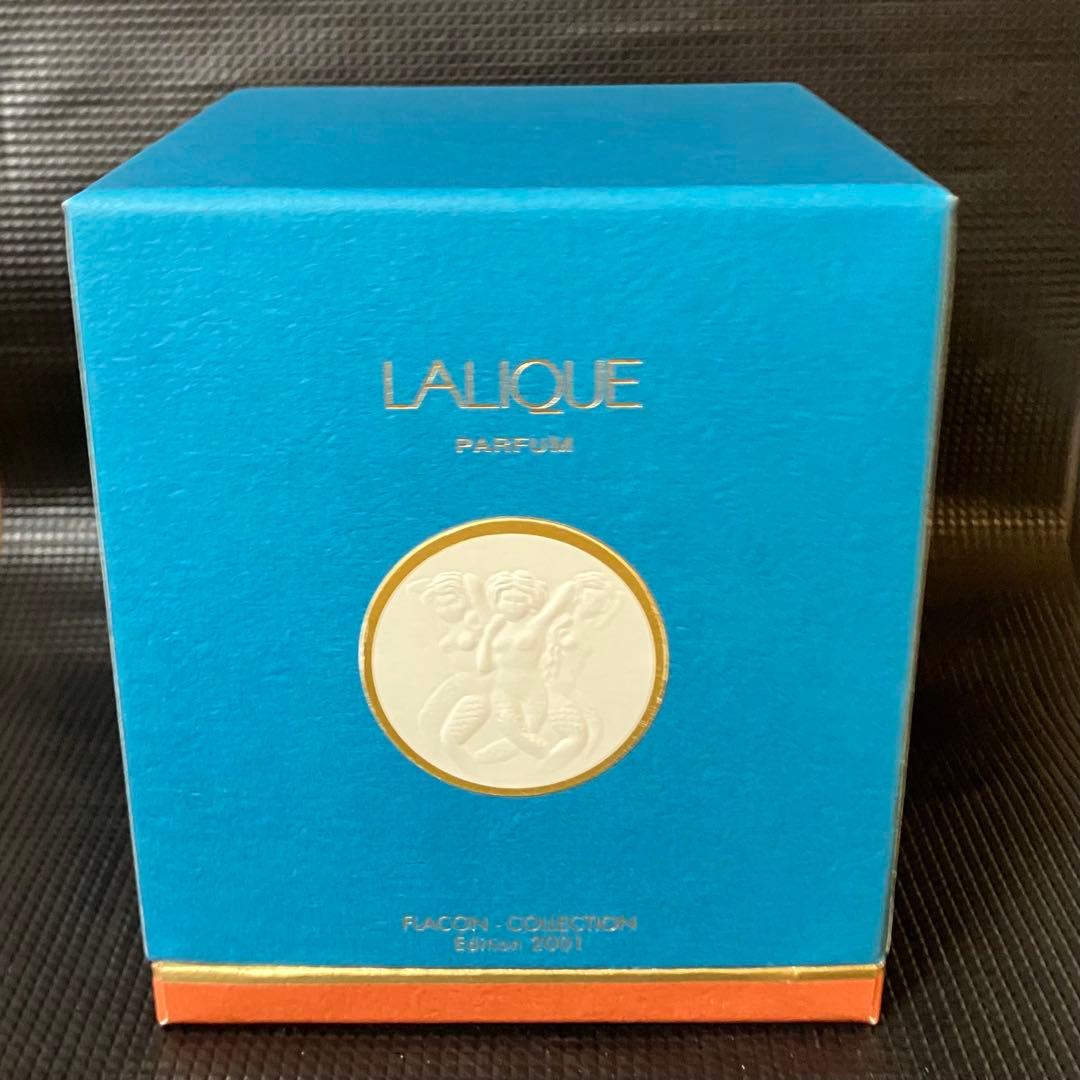 LALIQUE
PARFUM
FLACON - COLLECTION
Edition 2001